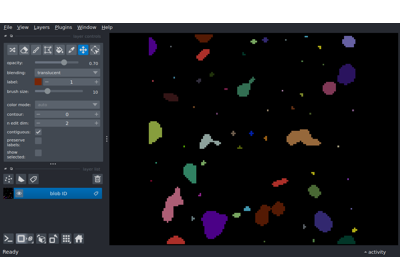 File View Layers Plugins Window Help
opacity: 0.70
blending: translucent
label: 1
brush size: 10
color mode:
contour: 0
n edit dim: 2
contiguous:
preserve labels:
show selected:
blob ID
Ready
activity